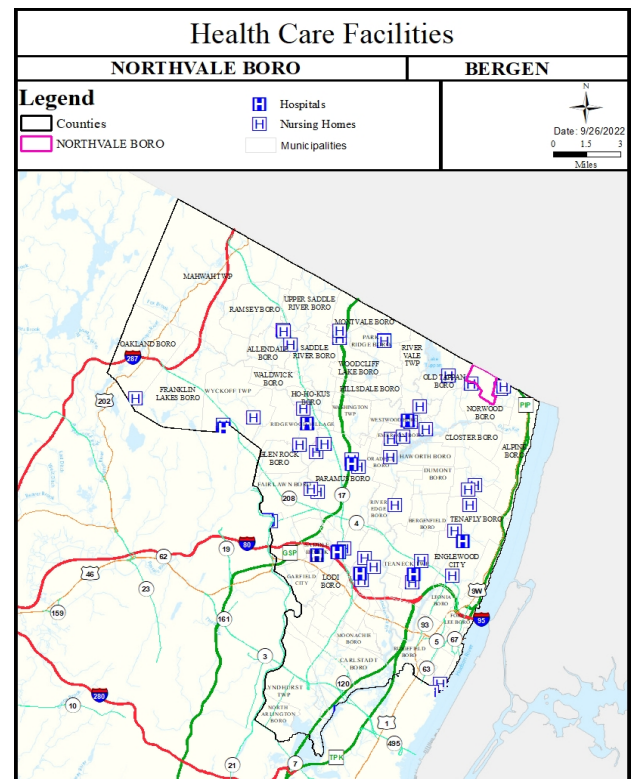 Health Care Facilities
NORTHVALE BORO
BERGEN
Legend
Counties
NORTHVALE BORO
Hospitals
Nursing Homes
Municipalities
N
Date: 9/26/2022
0 1.5 3
Miles
MAHWAH TWP
UPPER SADDLE
RIVER BORO
RAMSEY BORO
MONTVALE BORO
PARK
RIDGE BORO
OAKLAND BORO
ALLENDALE
BORO
SADDLE
RIVER BORO
RIVER
VALE
TWP
287
WOODCLIFF
LAKE BORO
WALDWICK
BORO
OLD TAPPAN
BORO
FRANKLIN
LAKES BORO
WYCKOFF TWP
HILLSDALE BORO
202
HO-HO-KUS
BORO
WASHINGTON
TWP
NORWOOD
BORO
PIP
RIDGEWOOD VILLAGE
WESTWOOD
CLOSTER BORO
ALPINE
BORO
GLEN ROCK
BORO
ORADELL
BORO
HAWORTH BORO
DUMONT
BORO
PARAMUS BORO
FAIR LAWN BORO
208
17
RIVER
EDGE
BORO
BERGENFIELD
BORO
TENAFLY BORO
4
80
19
GSP
62
ENGLEWOOD
CITY
46
GARFIELD
CITY
LODI
BORO
TEANECK
9W
23
LEONIA
BORO
159
161
93
LEE BORO
95
5
67
MOONACHIE
BORO
3
CARLSTADT
BORO
63
280
120
LYNDHURST
TWP
10
NORTH
ARLINGTON
BORO
1
495
21
7
TPK